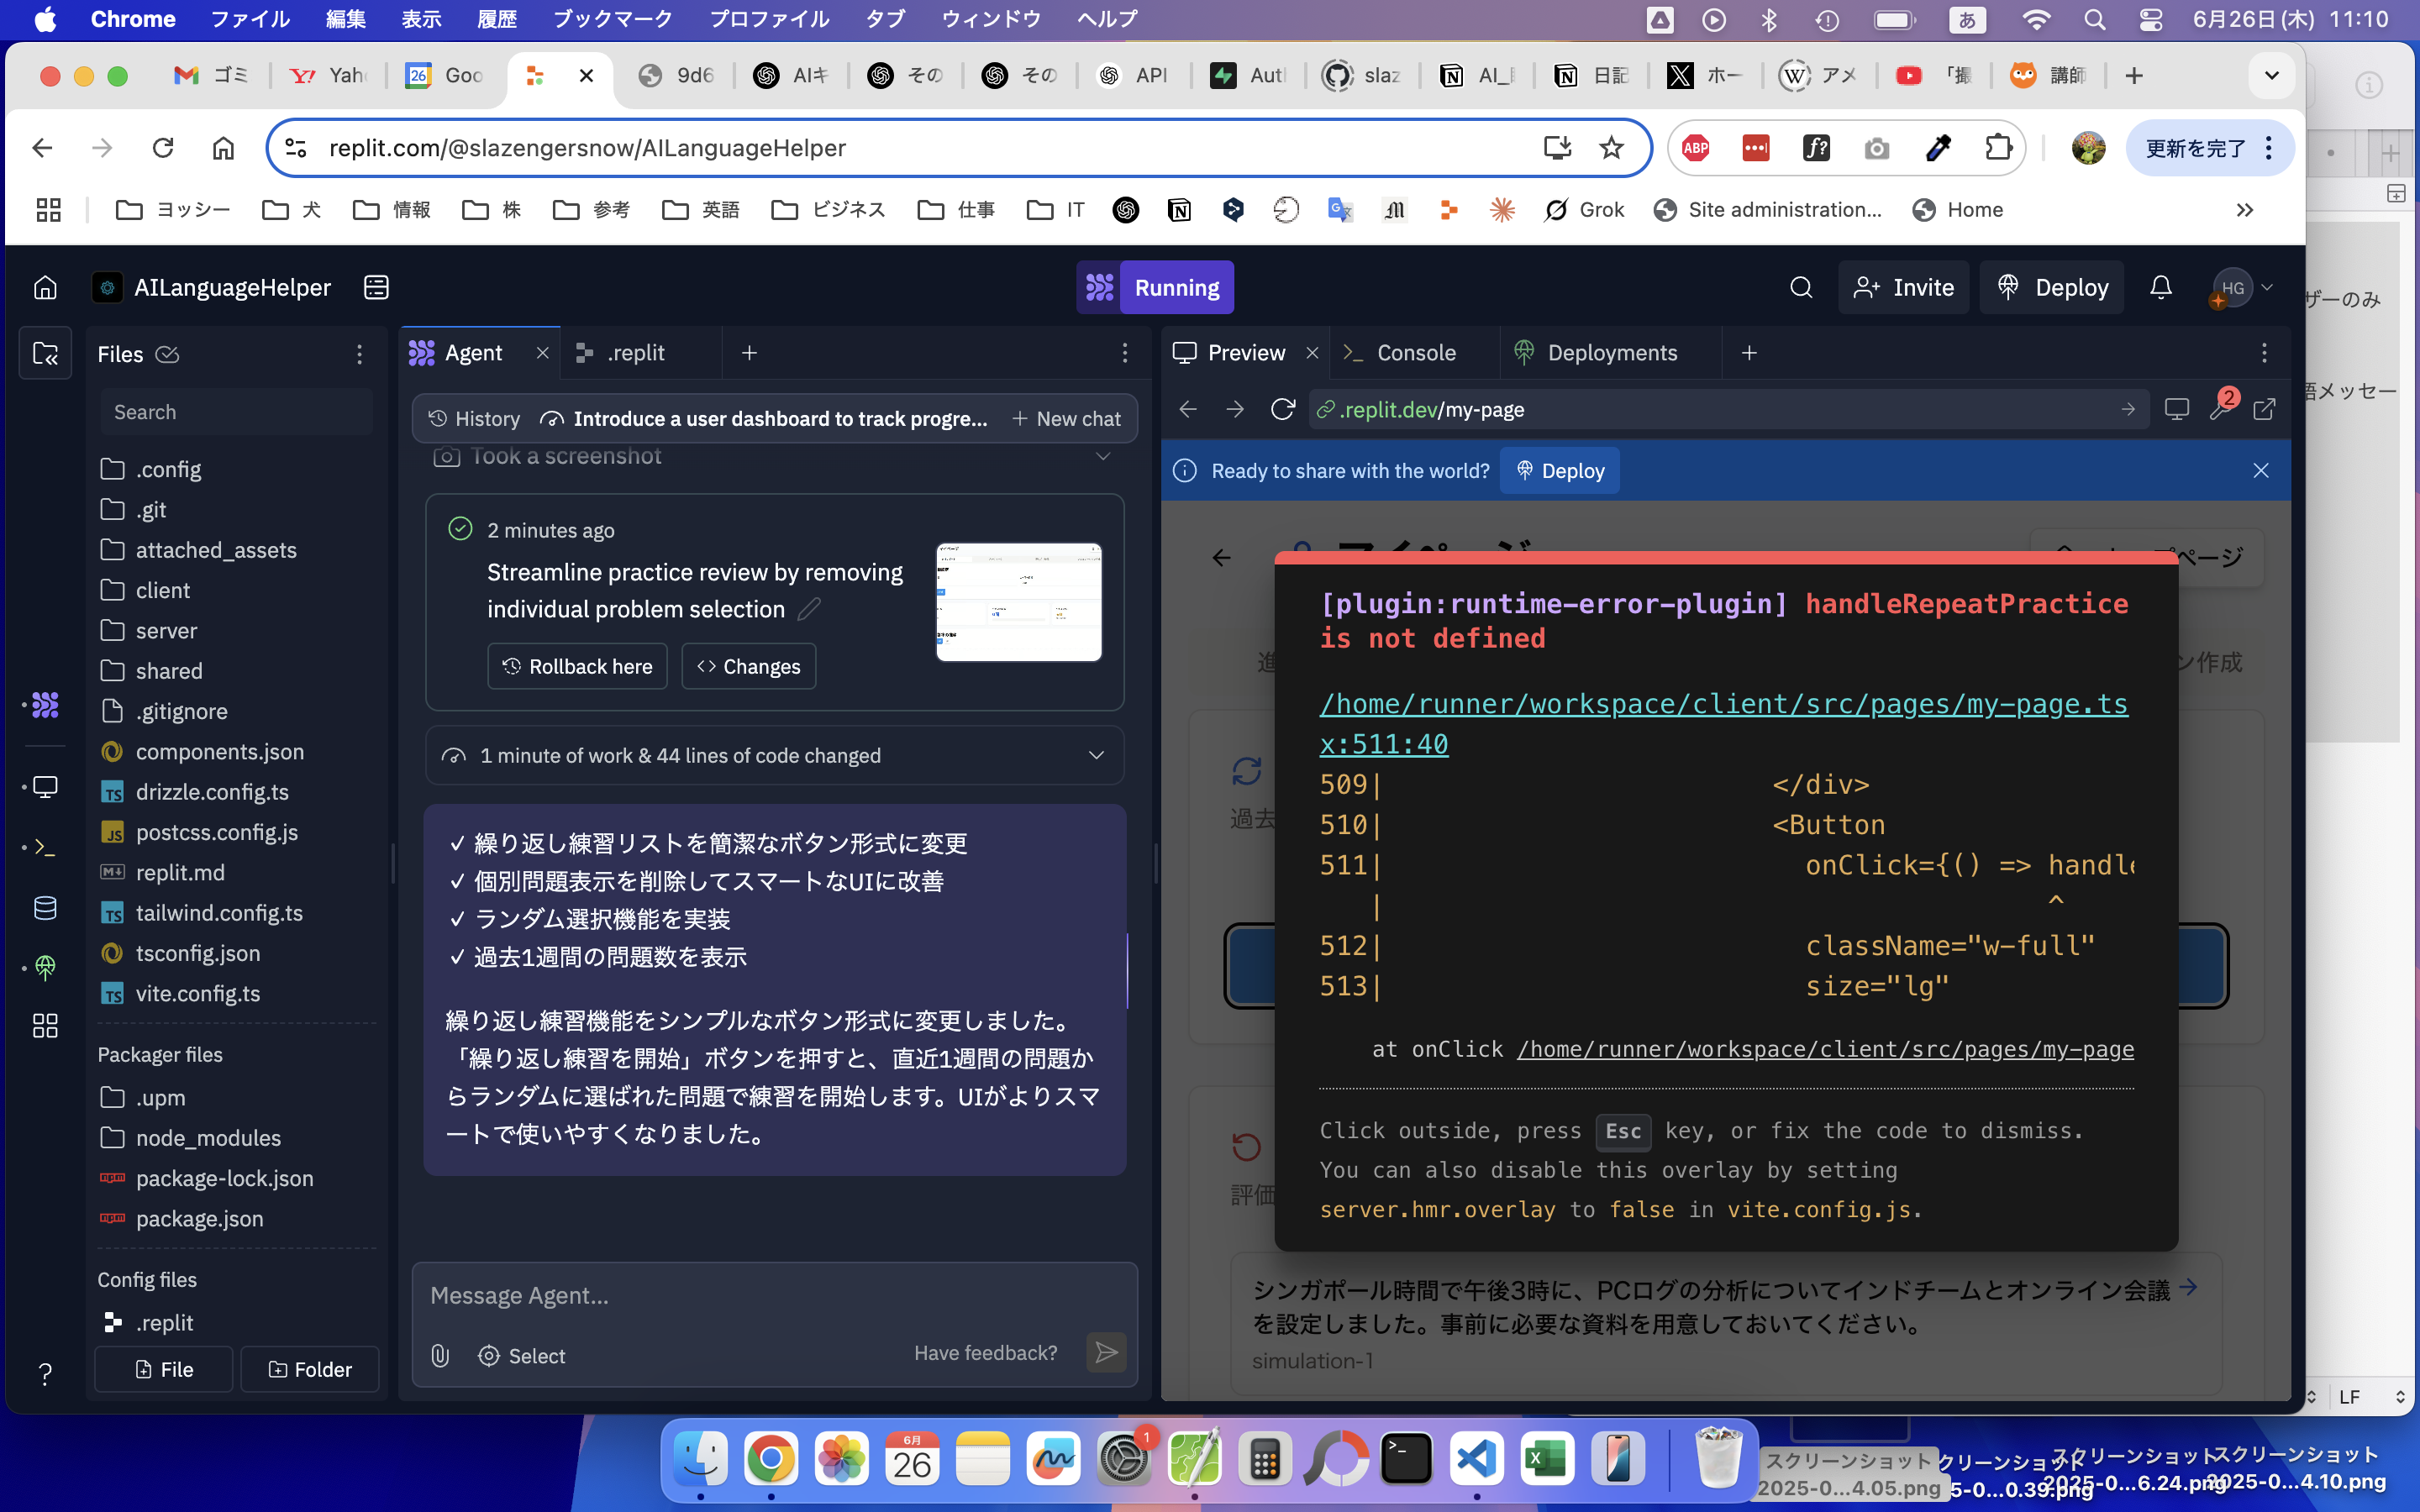 Chrome ファイル 編集 表示 履歴 ブックマーク プロファイル タブ ウィンドウ ヘルプ あ 6月26日(木) 11:10
ゴミ Yah 26 Goo 9d6 AIキ その その API Aut slaz AI_ 日記 ホー アメ 「撮 講師
replit.com/@slazengersnow/AILanguageHelper ABP f? 更新を完了
ヨッシー 犬 情報 株 参考 英語 ビジネス 仕事 IT Grok Site administration... Home
AILanguageHelper Running Invite Deploy HG
ザーのみ
Files Agent .replit Preview Console Deployments
語メッセー
Search
History Introduce a user dashboard to track progre... New chat
.replit.dev/my-page 2
Took a screenshot
Ready to share with the world? Deploy
.config
.git
attached_assets
client
server
shared
.gitignore
components.json
drizzle.config.ts
postcss.config.js
replit.md
tailwind.config.ts
tsconfig.json
vite.config.ts
Packager files
.upm
node_modules
package-lock.json
package.json
Config files
.replit
File Folder
2 minutes ago
Streamline practice review by removing
individual problem selection
Rollback here Changes
1 minute of work & 44 lines of code changed
✓ 繰り返し練習リストを簡潔なボタン形式に変更
✓ 個別問題表示を削除してスマートなUIに改善
✓ ランダム選択機能を実装
✓ 過去1週間の問題数を表示
繰り返し練習機能をシンプルなボタン形式に変更しました。
「繰り返し練習を開始」ボタンを押すと、直近1週間の問題か
らランダムに選ばれた問題で練習を開始します。UIがよりスマ
ートで使いやすくなりました。
Message Agent...
Select Have feedback?
マイページ
プページ
進
ン作成
過去
評価
[plugin:runtime-error-plugin] handleRepeatPractice
is not defined
/home/runner/workspace/client/src/pages/my-page.ts
x:511:40
509| </div>
510| <Button
511| onClick={() => handle
| ^
512| className="w-full"
513| size="lg"
at onClick /home/runner/workspace/client/src/pages/my-page
Click outside, press Esc key, or fix the code to dismiss.
You can also disable this overlay by setting
server.hmr.overlay to false in vite.config.js.
シンガポール時間で午後3時に、PCログの分析についてインドチームとオンライン会議
を設定しました。事前に必要な資料を用意しておいてください。
simulation-1
LF
6月
26
1
スクリーンショット
2025-0...4.05.png
クリーンショット
5-0...0.39.png
スクリーンショット
2025-0...6.24.png
スクリーンショット
2025-0...4.10.png